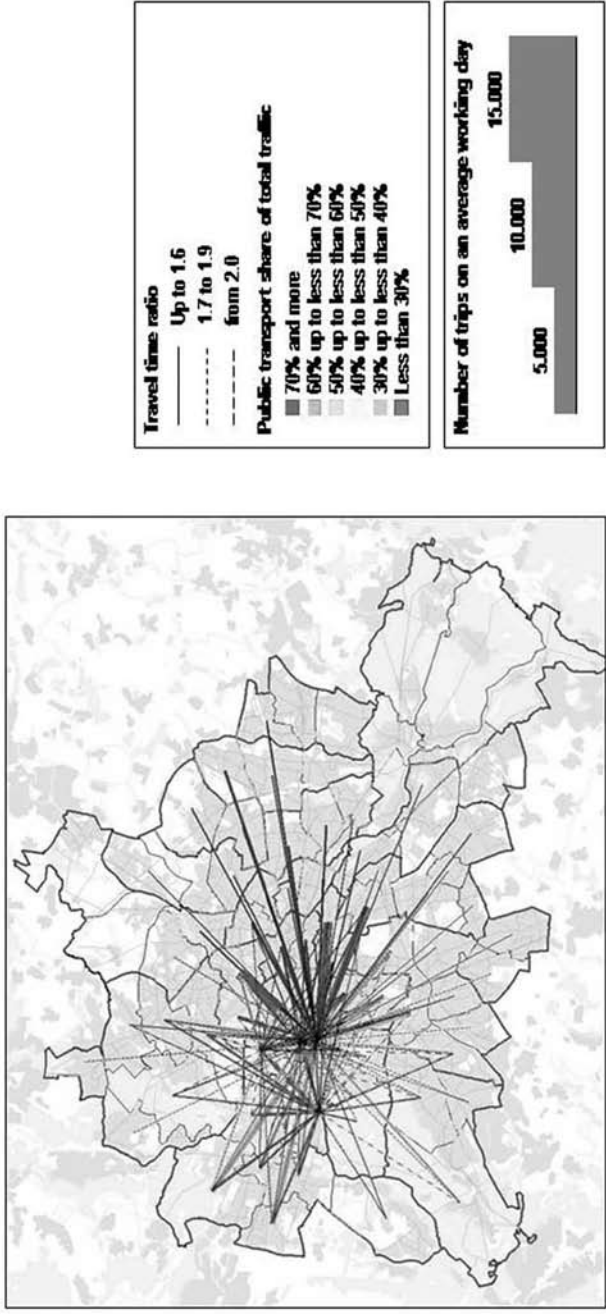 Travel time ratio
Up to 1.6
1.7 to 1.9
from 2.0
Public transport share of total traffic
70% and more
60% up to less than 70%
50% up to less than 60%
40% up to less than 50%
30% up to less than 40%
Less than 30%
Number of trips on an average working day
5.000
10.000
15.000